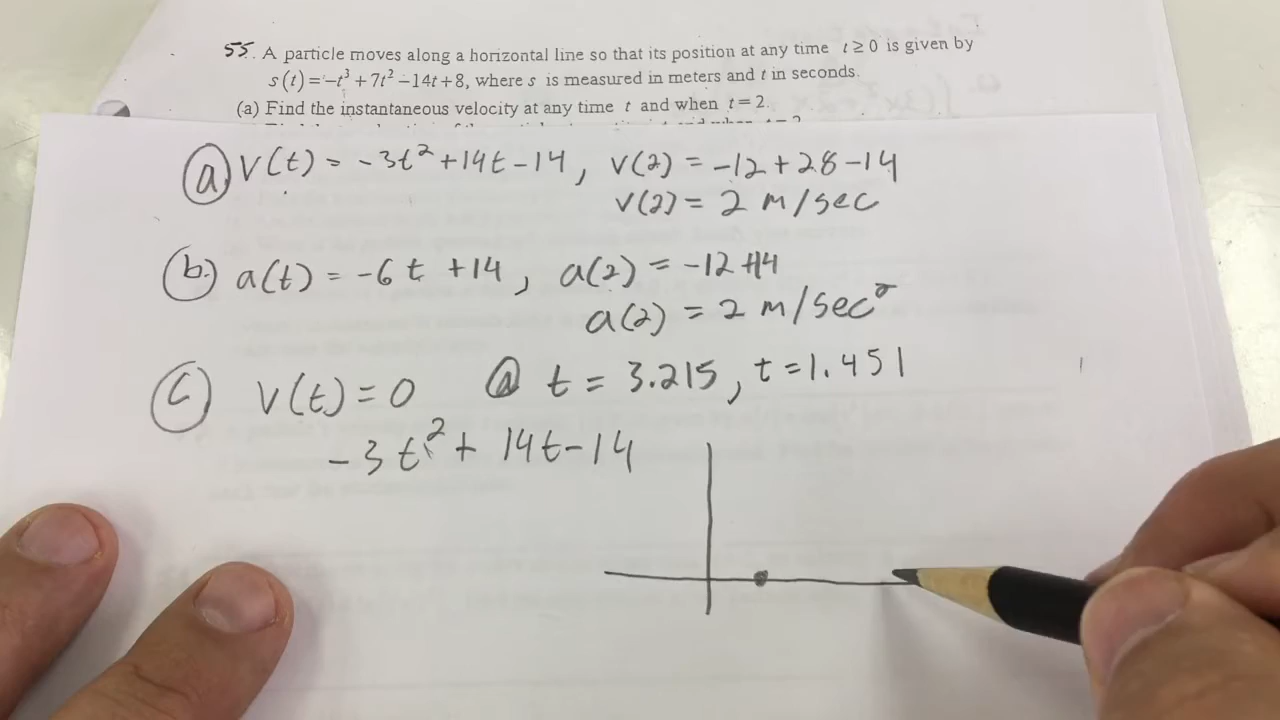 55. A particle moves along a horizontal line so that its position at any time t ≥ 0 is given by
s(t) = -t³ + 7t² - 14t + 8, where s is measured in meters and t in seconds.
(a) Find the instantaneous velocity at any time t and when t = 2.
a. v(t) = -3t² + 14t - 14, v(2) = -12 + 28 - 14
v(2) = 2 m/sec
b. a(t) = -6t + 14, a(2) = -12 + 14
a(2) = 2 m/sec²
c. v(t) = 0 @ t = 3.215, t = 1.451
-3t² + 14t - 14